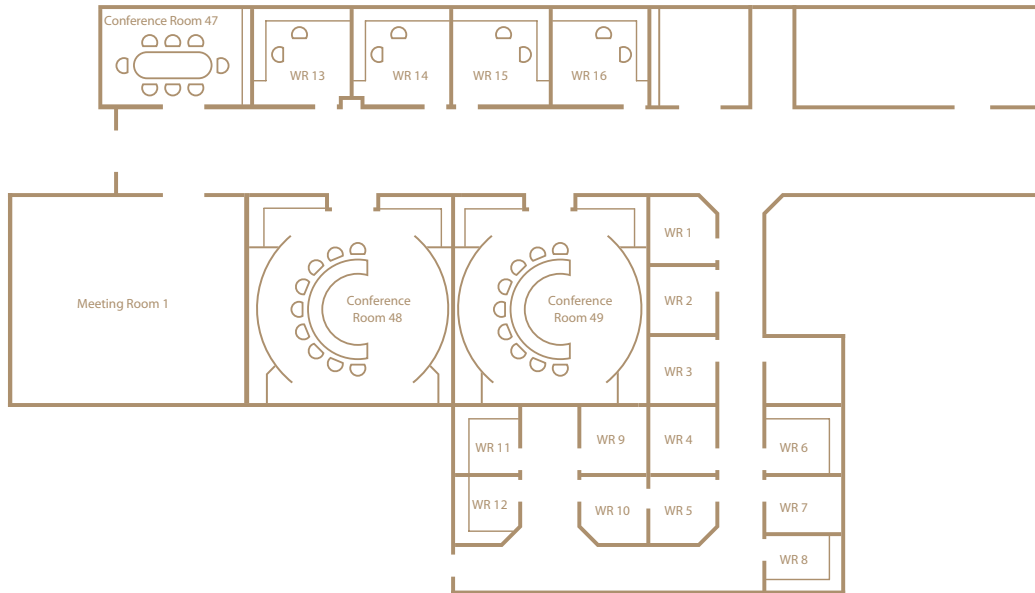 Conference Room 47
WR 13
WR 14
WR 15
WR 16
WR 1
WR 2
WR 3
Meeting Room 1
Conference
Room 48
Conference
Room 49
WR 11
WR 9
WR 4
WR 6
WR 12
WR 10
WR 5
WR 7
WR 8